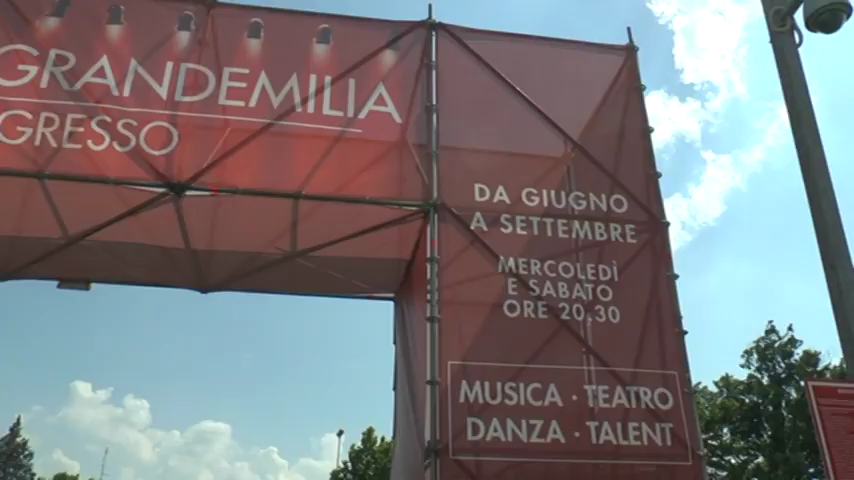 GRANDEMILIA
GRESSO
DA GIUGNO
A SETTEMBRE
MERCOLEDÌ
E SABATO
ORE 20.30
MUSICA · TEATRO
DANZA · TALENT